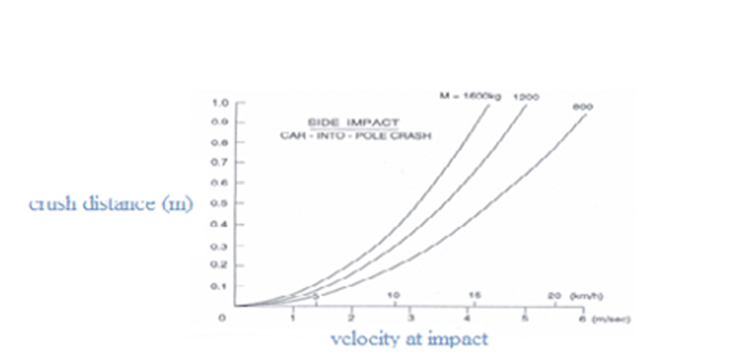 M - 1600kg 1200 800
SIDE IMPACT
CAR - INTO - POLE CRASH
1.0
0.9
0.8
0.7
0.6
0.5
0.4
0.3
0.2
0.1
crush distance (m)
10 15 20 (km/h)
0 1 2 3 4 5 6 (m/sec)
velocity at impact